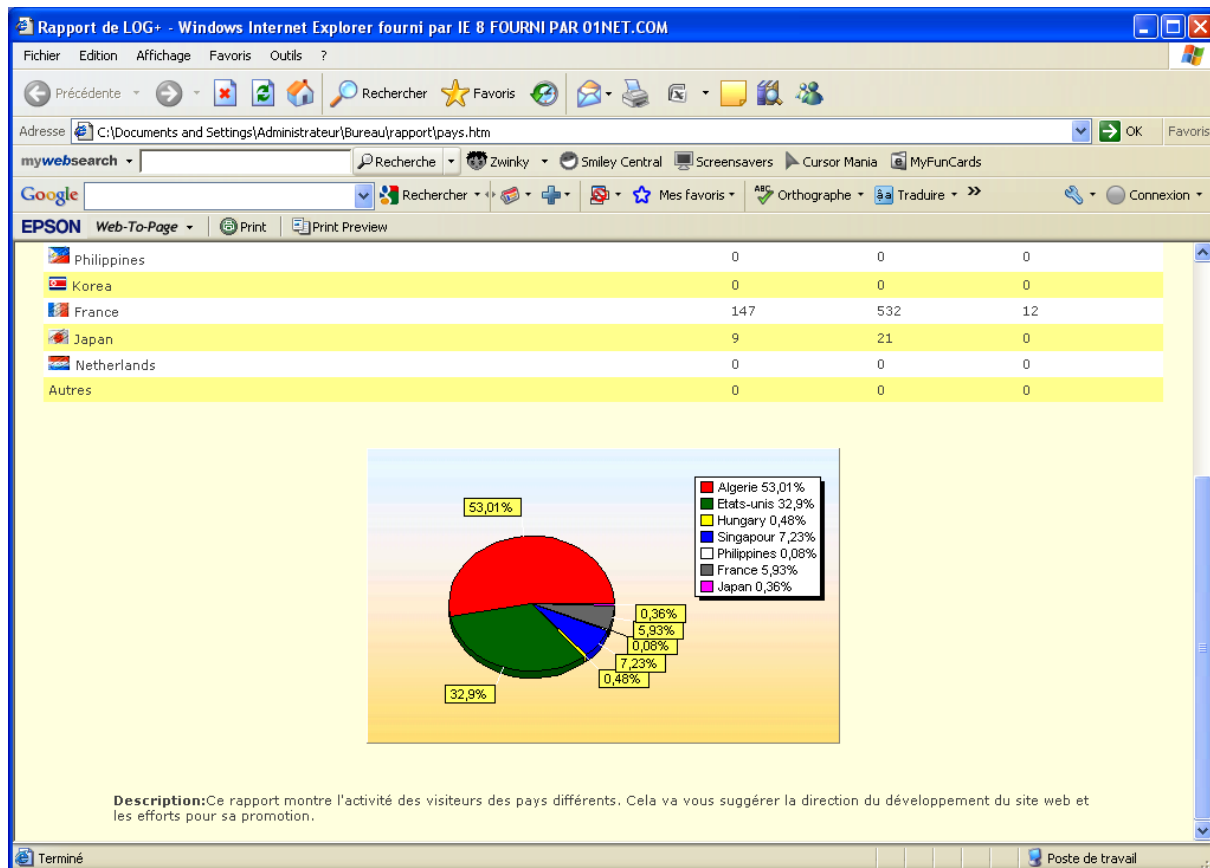 Rapport de LOG+ - Windows Internet Explorer fourni par IE 8 FOURNI PAR 01NET.COM
Fichier Edition Affichage Favoris Outils ?
Précédente Rechercher Favoris
Adresse C:\Documents and Settings\Administrateur\Bureau\rapport\pays.htm OK Favoris
mywebsearch Recherche Zwinky Smiley Central Screensavers Cursor Mania MyFunCards
Google Rechercher Mes favoris ABC Orthographe Traduire Connexion
EPSON Web-To-Page Print Print Preview
Philippines 0 0 0
Korea 0 0 0
France 147 532 12
Japan 9 21 0
Netherlands 0 0 0
Autres 0 0 0
53,01%
32,9%
0,36%
5,93%
0,08%
7,23%
0,48%
Algerie 53,01%
Etats-unis 32,9%
Hungary 0,48%
Singapour 7,23%
Philippines 0,08%
France 5,93%
Japan 0,36%
Description:Ce rapport montre l'activité des visiteurs des pays différents. Cela va vous suggérer la direction du développement du site web et
les efforts pour sa promotion.
Terminé Poste de travail